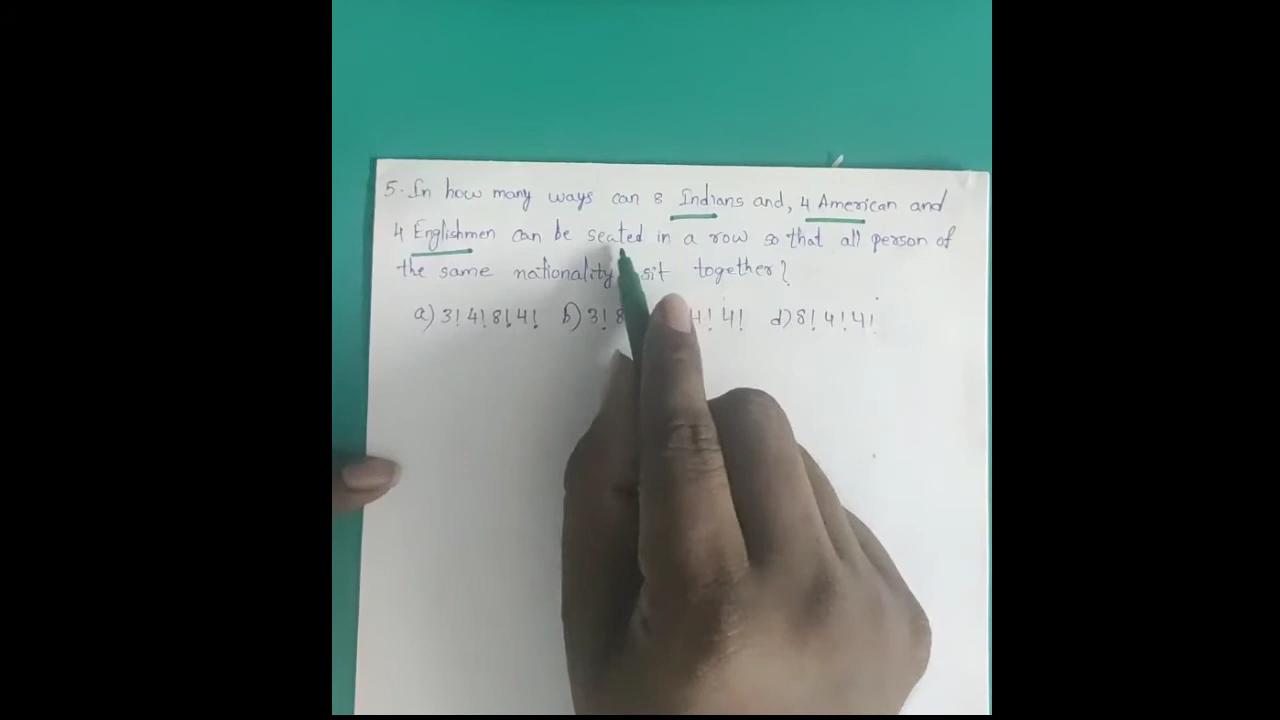 5. In how many ways can 8 Indians and, 4 American and
4 Englishmen can be seated in a row so that all person of
the same nationality sit together?
a) 3! 4! 8! 4! b) 3! 8 4! 4! d) 8! 4! 4!